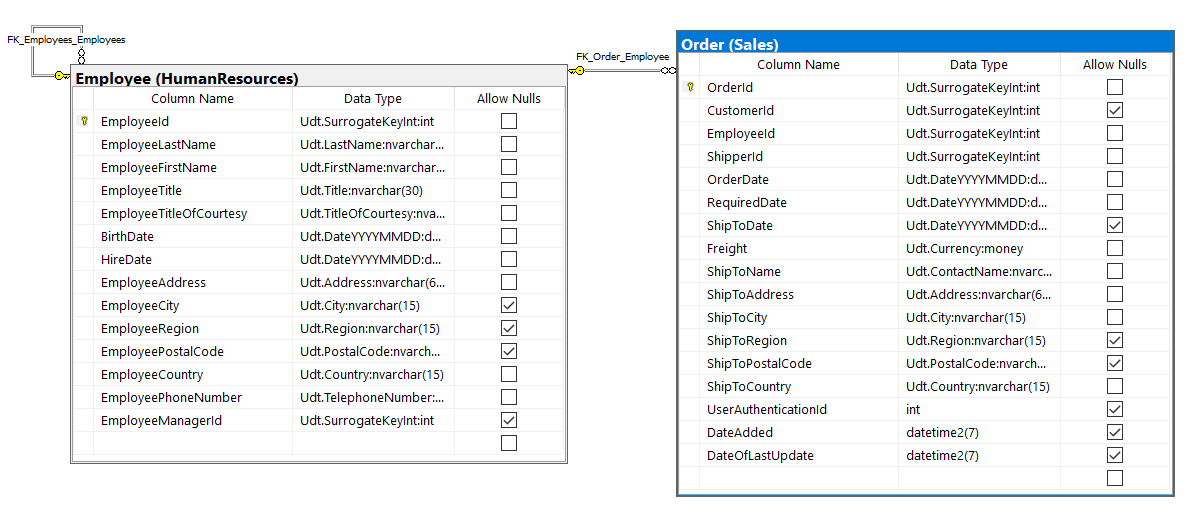 FK_Employees_Employees
Employee (HumanResources)
Column Name Data Type Allow Nulls
EmployeeId Udt.SurrogateKeyInt:int
EmployeeLastName Udt.LastName:nvarchar...
EmployeeFirstName Udt.FirstName:nvarchar...
EmployeeTitle Udt.Title:nvarchar(30)
EmployeeTitleOfCourtesy Udt.TitleOfCourtesy:nva...
BirthDate Udt.DateYYYYMMDD:d...
HireDate Udt.DateYYYYMMDD:d...
EmployeeAddress Udt.Address:nvarchar(6...
EmployeeCity Udt.City:nvarchar(15)
EmployeeRegion Udt.Region:nvarchar(15)
EmployeePostalCode Udt.PostalCode:nvarch...
EmployeeCountry Udt.Country:nvarchar(15)
EmployeePhoneNumber Udt.TelephoneNumber:...
EmployeeManagerId Udt.SurrogateKeyInt:int
FK_Order_Employee
Order (Sales)
Column Name Data Type Allow Nulls
OrderId Udt.SurrogateKeyInt:int
CustomerId Udt.SurrogateKeyInt:int
EmployeeId Udt.SurrogateKeyInt:int
ShipperId Udt.SurrogateKeyInt:int
OrderDate Udt.DateYYYYMMDD:d...
RequiredDate Udt.DateYYYYMMDD:d...
ShipToDate Udt.DateYYYYMMDD:d...
Freight Udt.Currency:money
ShipToName Udt.ContactName:nvarc...
ShipToAddress Udt.Address:nvarchar(6...
ShipToCity Udt.City:nvarchar(15)
ShipToRegion Udt.Region:nvarchar(15)
ShipToPostalCode Udt.PostalCode:nvarch...
ShipToCountry Udt.Country:nvarchar(15)
UserAuthenticationId int
DateAdded datetime2(7)
DateOfLastUpdate datetime2(7)